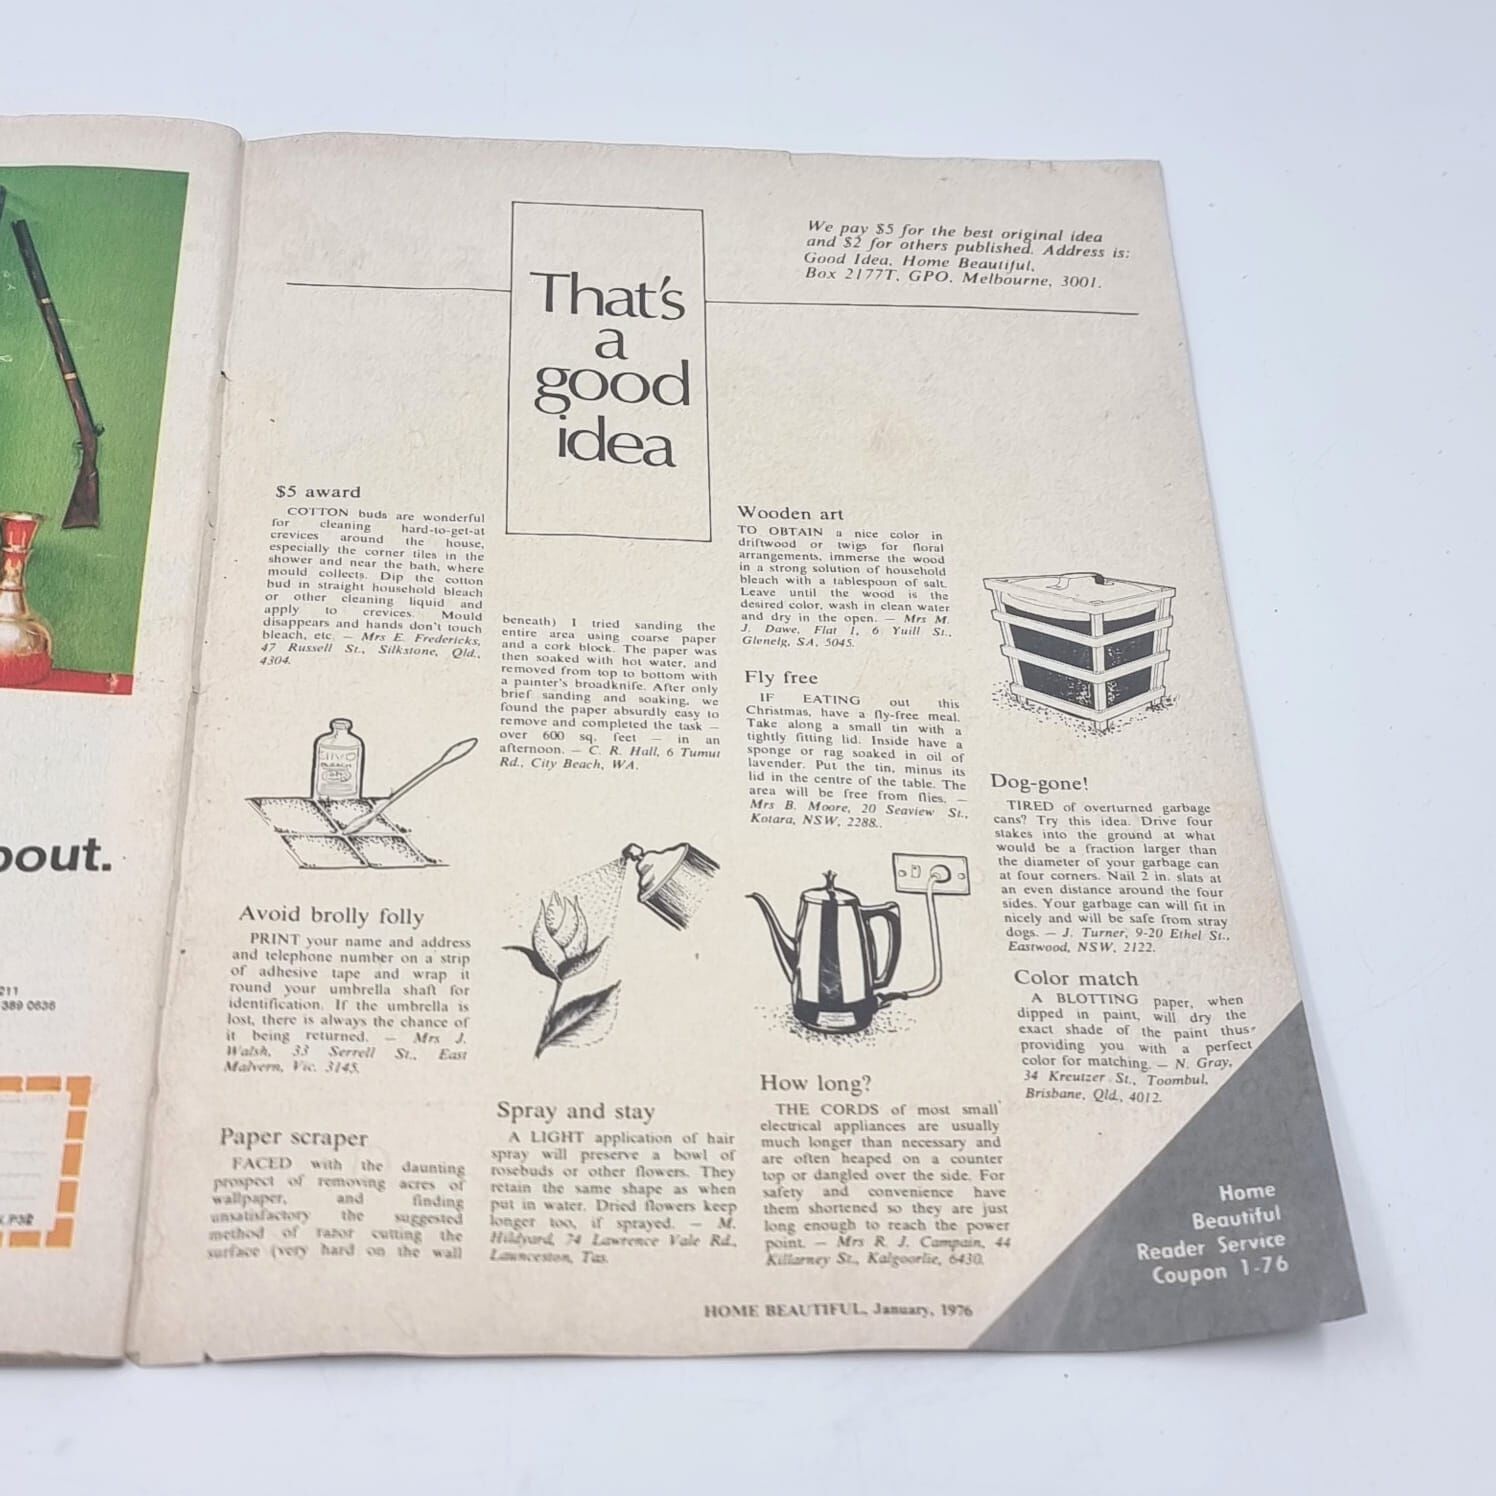 bout.
211
389 0636
We pay $5 for the best original idea
and $2 for others published. Address is:
Good Idea, Home Beautiful,
Box 2177T, GPO, Melbourne, 3001.
That's
a
good
idea
$5 award
COTTON buds are wonderful
for cleaning hard-to-get-at
crevices around the house,
especially the corner tiles in the
shower and near the bath, where
mould collects. Dip the cotton
bud in straight household bleach
or other cleaning liquid and
apply to crevices. Mould
disappears and hands don't touch
bleach, etc. — Mrs E. Fredericks,
47 Russell St., Silkstone, Qld.,
4304.
BLEACH
Avoid brolly folly
PRINT your name and address
and telephone number on a strip
of adhesive tape and wrap it
round your umbrella shaft for
identification. If the umbrella is
lost, there is always the chance of
it being returned. — Mrs J.
Walsh, 33 Serrell St., East
Malvern, Vic. 3145.
Paper scraper
FACED with the daunting
prospect of removing acres of
wallpaper, and finding
unsatisfactory the suggested
method of razor cutting the
surface (very hard on the wall
beneath) I tried sanding the
entire area using coarse paper
and a cork block. The paper was
then soaked with hot water, and
removed from top to bottom with
a painter's broadknife. After only
brief sanding and soaking, we
found the paper absurdly easy to
remove and completed the task —
over 600 sq. feet — in an
afternoon. — C. R. Hall, 6 Tumut
Rd., City Beach, WA.
Spray and stay
A LIGHT application of hair
spray will preserve a bowl of
rosebuds or other flowers. They
retain the same shape as when
put in water. Dried flowers keep
longer too, if sprayed. — M.
Hildyard, 74 Lawrence Vale Rd.,
Launceston, Tas.
Wooden art
TO OBTAIN a nice color in
driftwood or twigs for floral
arrangements, immerse the wood
in a strong solution of household
bleach with a tablespoon of salt.
Leave until the wood is the
desired color, wash in clean water
and dry in the open. — Mrs M.
J. Dawe, Flat 1, 6 Yuill St.,
Glenelg, SA, 5045.
Fly free
IF EATING out this
Christmas, have a fly-free meal.
Take along a small tin with a
tightly fitting lid. Inside have a
sponge or rag soaked in oil of
lavender. Put the tin, minus its
lid in the centre of the table. The
area will be free from flies. —
Mrs B. Moore, 20 Seaview St.,
Kotara, NSW, 2288..
How long?
THE CORDS of most small
electrical appliances are usually
much longer than necessary and
are often heaped on a counter
top or dangled over the side. For
safety and convenience have
them shortened so they are just
long enough to reach the power
point. — Mrs R. J. Campain, 44
Killarney St., Kalgoorlie, 6430.
Dog-gone!
TIRED of overturned garbage
cans? Try this idea. Drive four
stakes into the ground at what
would be a fraction larger than
the diameter of your garbage can
at four corners. Nail 2 in. slats at
an even distance around the four
sides. Your garbage can will fit in
nicely and will be safe from stray
dogs. — J. Turner, 9-20 Ethel St.,
Eastwood, NSW, 2122.
Color match
A BLOTTING paper, when
dipped in paint, will dry the
exact shade of the paint thus
providing you with a perfect
color for matching. — N. Gray,
34 Kreutzer St., Toombul,
Brisbane, Qld., 4012.
Home
Beautiful
Reader Service
Coupon 1-76
HOME BEAUTIFUL, January, 1976